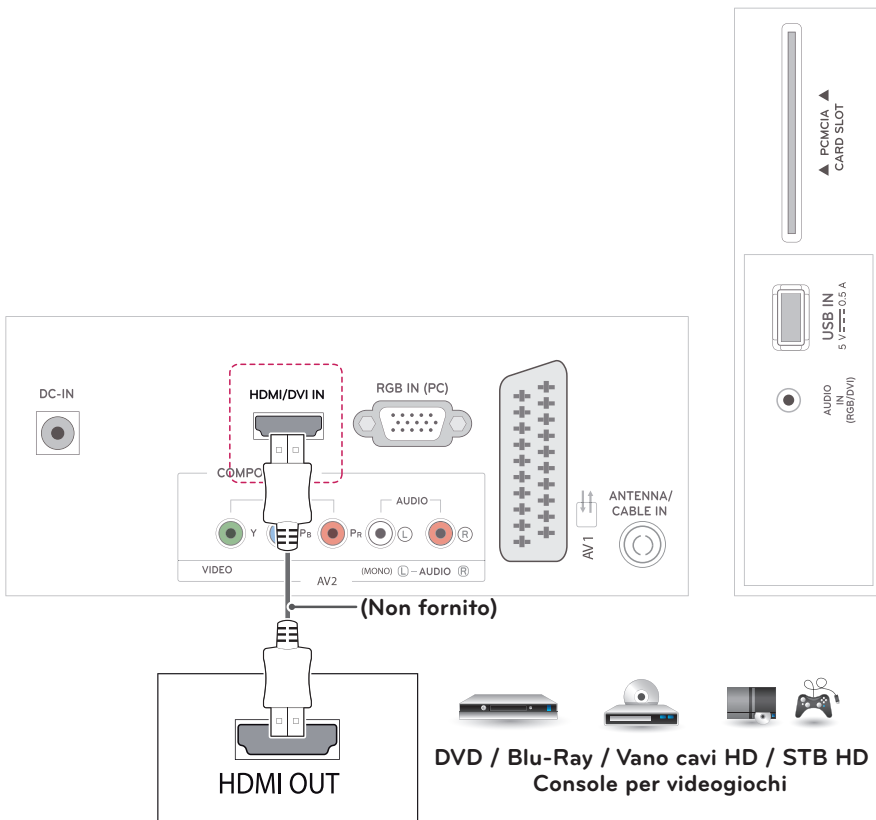 ▲ PCMCIA ▲
CARD SLOT
USB IN
5 V 0.5 A
AUDIO
IN
(RGB/DVI)
DC-IN
HDMI/DVI IN
RGB IN (PC)
COMPO
AUDIO
Y PB PR L R
VIDEO
(MONO) L – AUDIO R
AV2
AV1
ANTENNA/
CABLE IN
(Non fornito)
HDMI OUT
DVD / Blu-Ray / Vano cavi HD / STB HD
Console per videogiochi